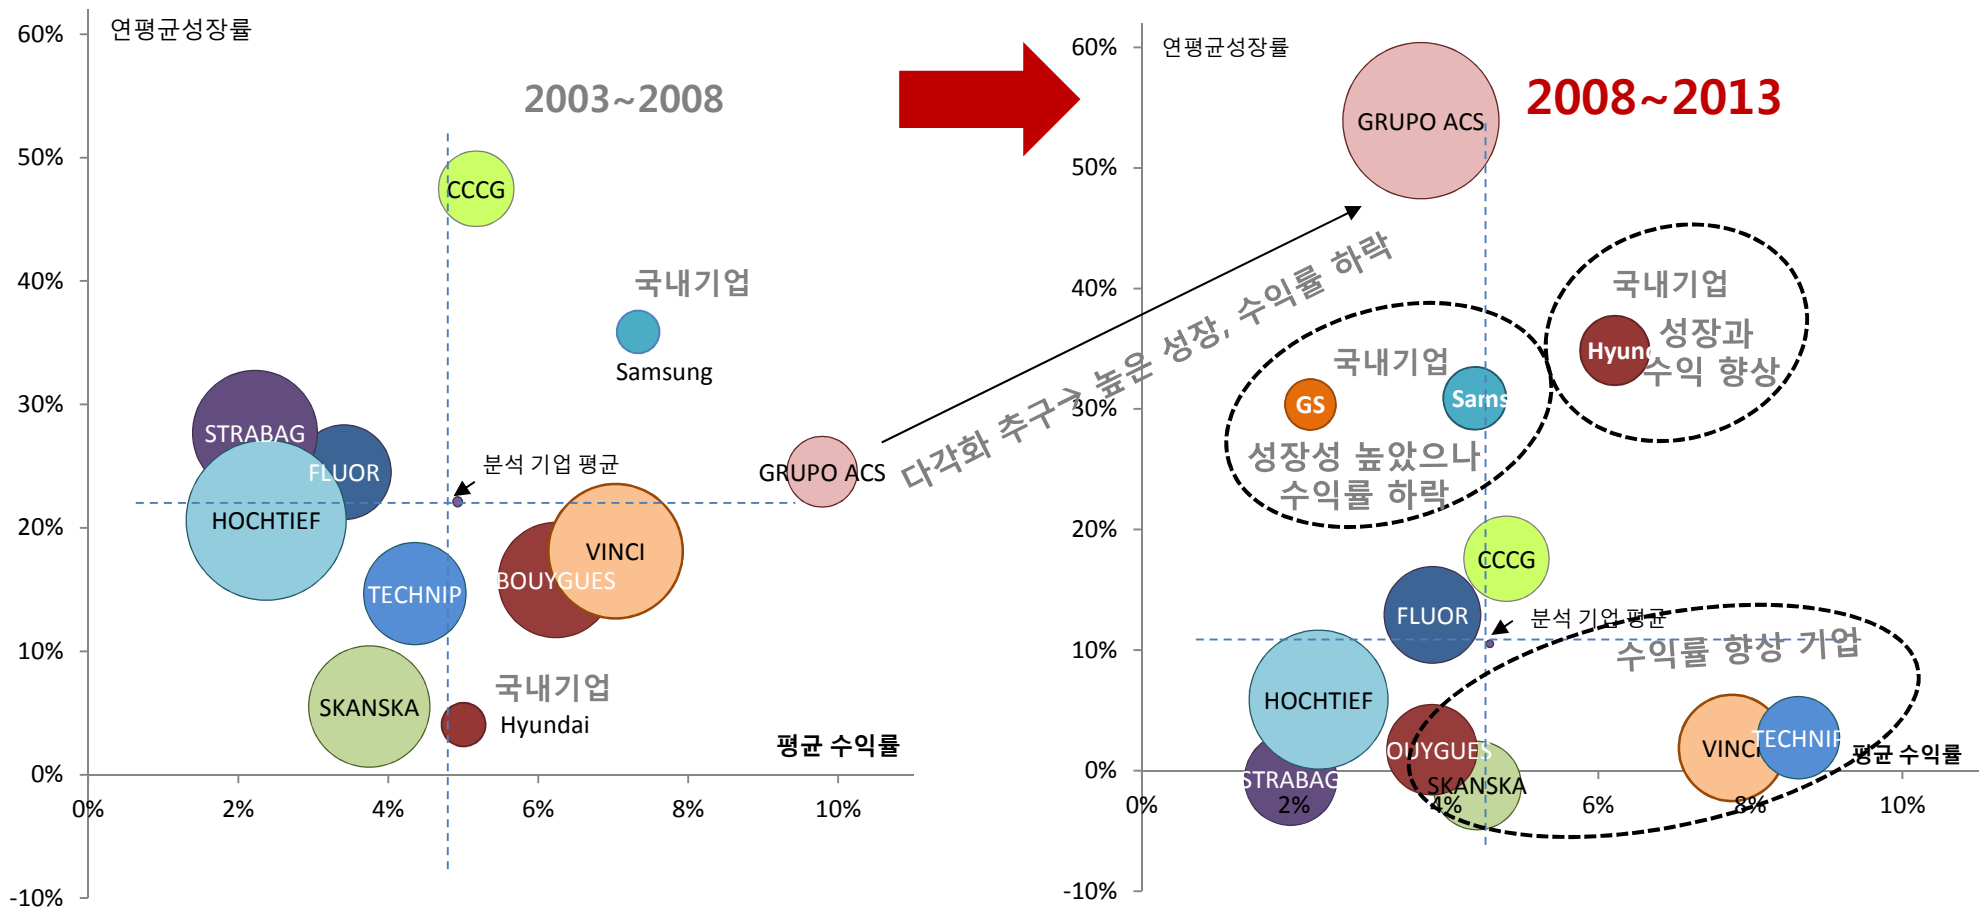 연평균성장률
2003~2008
60%
50%
40%
30%
20%
10%
0%
-10%
0%
2%
4%
6%
8%
10%
CCCG
국내기업
Samsung
STRABAG
FLUOR
HOCHTIEF
분석 기업 평균
GRUPO ACS
VINCI
BOUYGUES
TECHNIP
SKANSKA
국내기업
Hyundai
평균 수익률
다각화 추구→ 높은 성장, 수익률 하락
연평균성장률
2008~2013
60%
50%
40%
30%
20%
10%
0%
-10%
0%
2%
4%
6%
8%
10%
GRUPO ACS
국내기업
Hyund
성장과
수익 향상
국내기업
GS
Sams
성장성 높았으나
수익률 하락
CCCG
FLUOR
분석 기업 평균
수익률 향상 기업
HOCHTIEF
OUYGUES
STRABAG
SKANSKA
VINCI
TECHNIP
평균 수익률